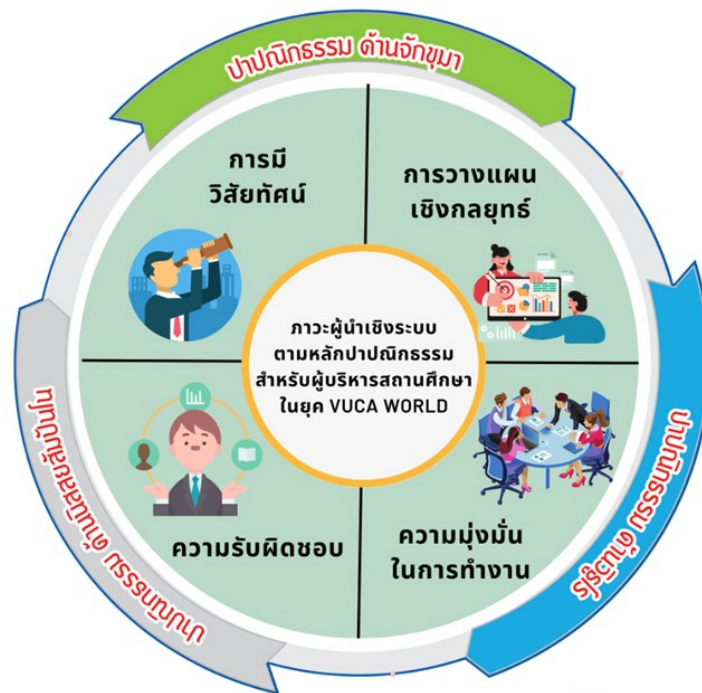 ปาปณิกธรรม ด้านจักขุมา
การมี
วิสัยทัศน์
การวางแผน
เชิงกลยุทธ์
ภาวะผู้นำเชิงระบบ
ตามหลักปาปณิกธรรม
สำหรับผู้บริหารสถานศึกษา
ในยุค VUCA WORLD
ความรับผิดชอบ
ความมุ่งมั่น
ในการทำงาน
ปาปณิกธรรม ด้านวิธูโร
ปาปณิกธรรม ด้านนิสสยสัมปันโน